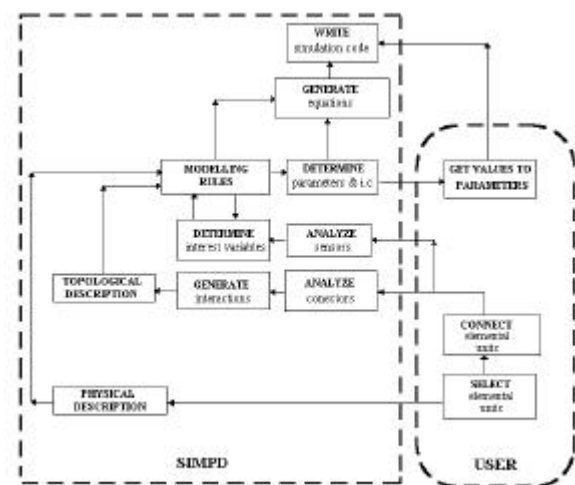 WRITE
simulation code
GENERATE
equations
MODELLING
RULES
DETERMINE
parameters & i.c
GET VALUES TO
PARAMETERS
DETERMINE
interest variables
ANALYZE
sensors
TOPOLOGICAL
DESCRIPTION
GENERATE
interactions
ANALYZE
conexions
CONNECT
elemental
units
SELECT
elemental
units
PHYSICAL
DESCRIPTION
SIMPD
USER